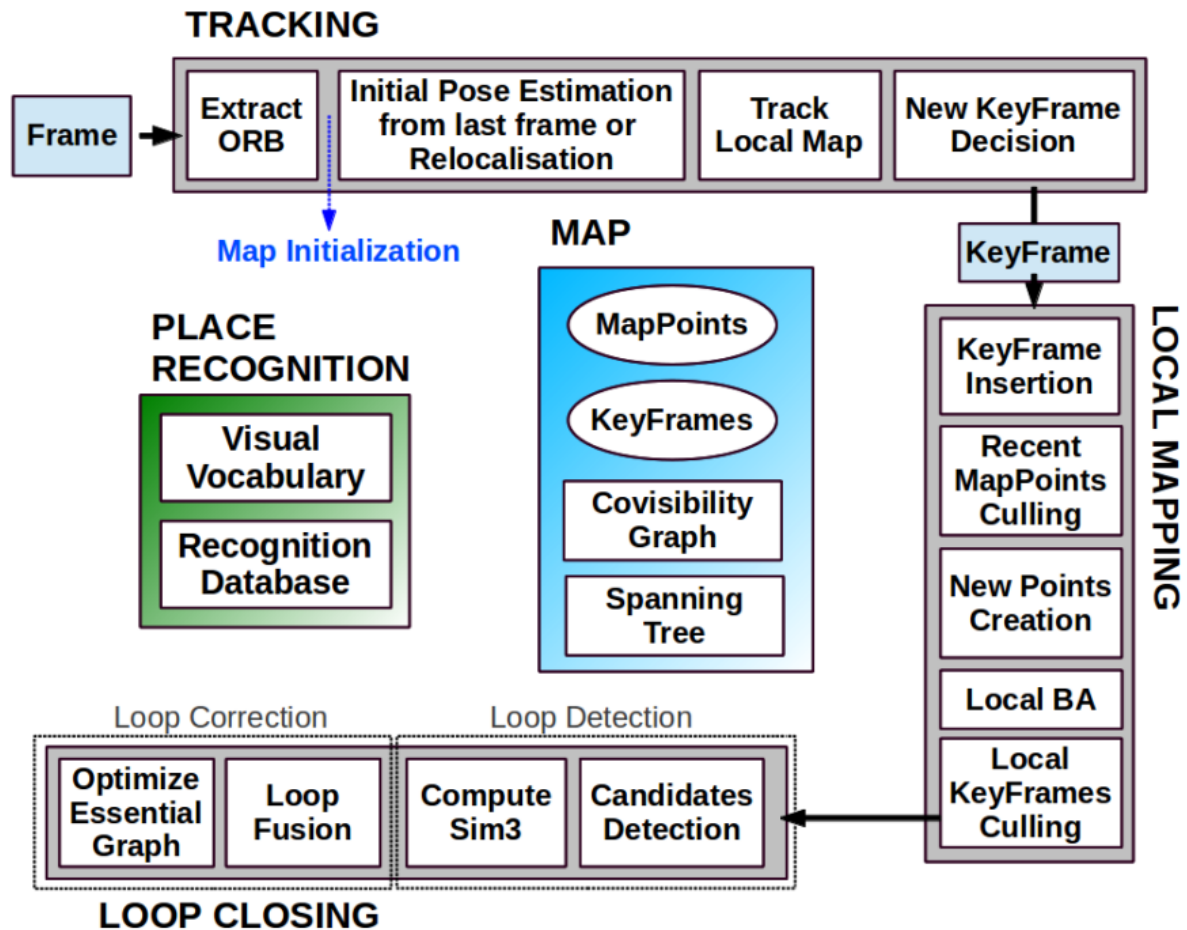 TRACKING
Frame
Extract
ORB
Initial Pose Estimation
from last frame or
Relocalisation
Track
Local Map
New KeyFrame
Decision
Map Initialization
KeyFrame
MAP
MapPoints
KeyFrames
Covisibility
Graph
Spanning
Tree
PLACE
RECOGNITION
Visual
Vocabulary
Recognition
Database
LOCAL MAPPING
KeyFrame
Insertion
Recent
MapPoints
Culling
New Points
Creation
Local BA
Local
KeyFrames
Culling
Loop Correction
Loop Detection
Optimize
Essential
Graph
Loop
Fusion
Compute
Sim3
Candidates
Detection
LOOP CLOSING